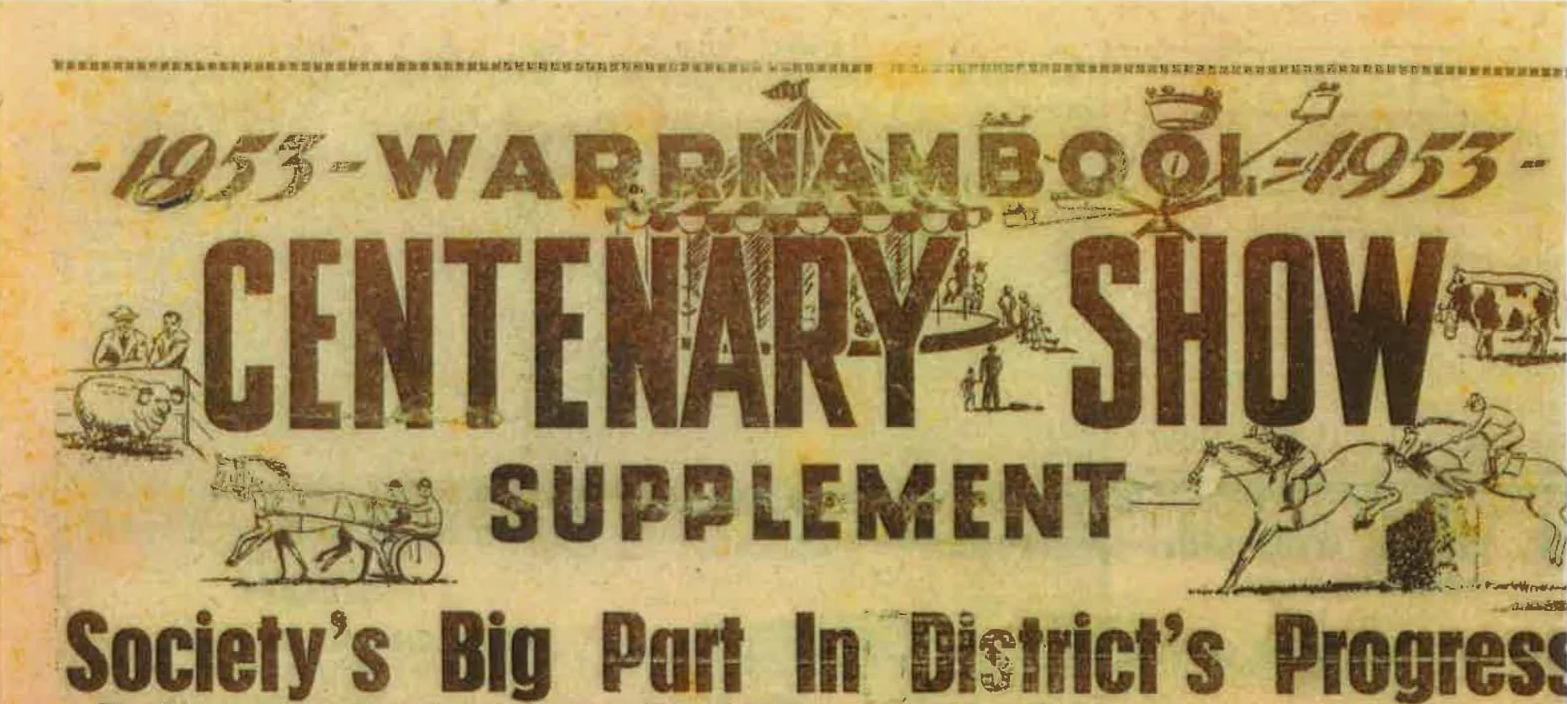 - 1853 - WARRNAMBOOL - 1953 -
CENTENARY SHOW
SUPPLEMENT
Society's Big Part In District's Progress